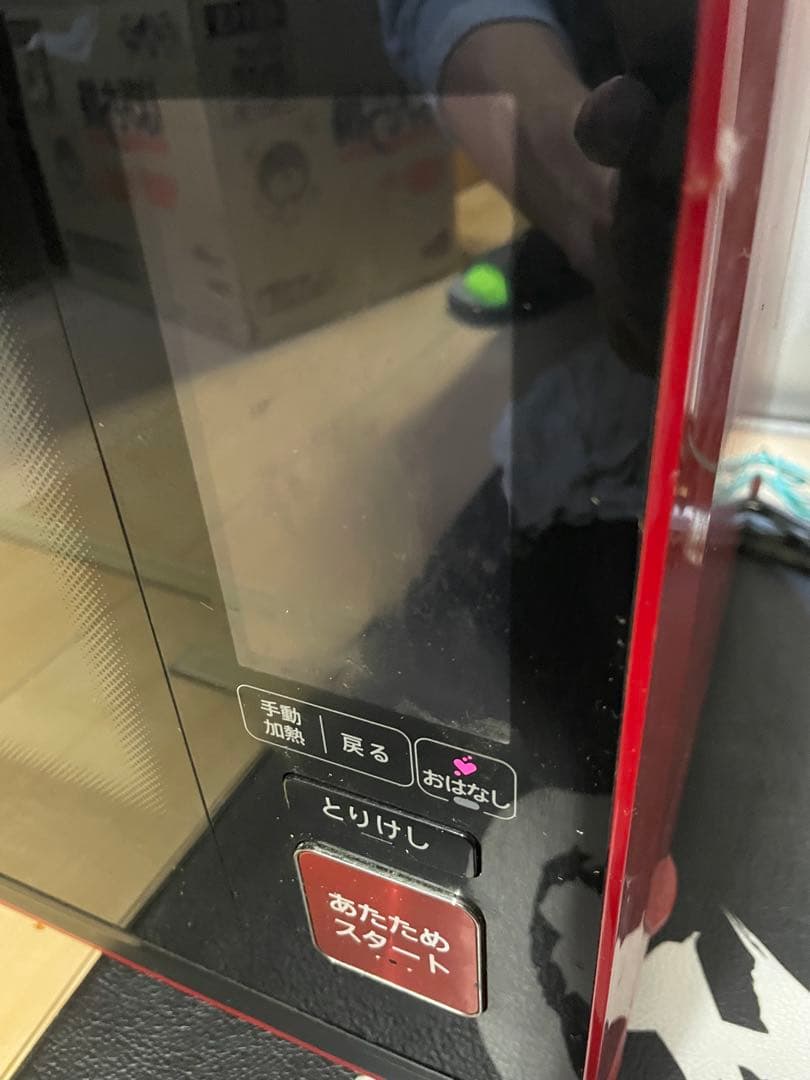 手動
加熱
戻る
おはなし
とりけし
あたため
スタート